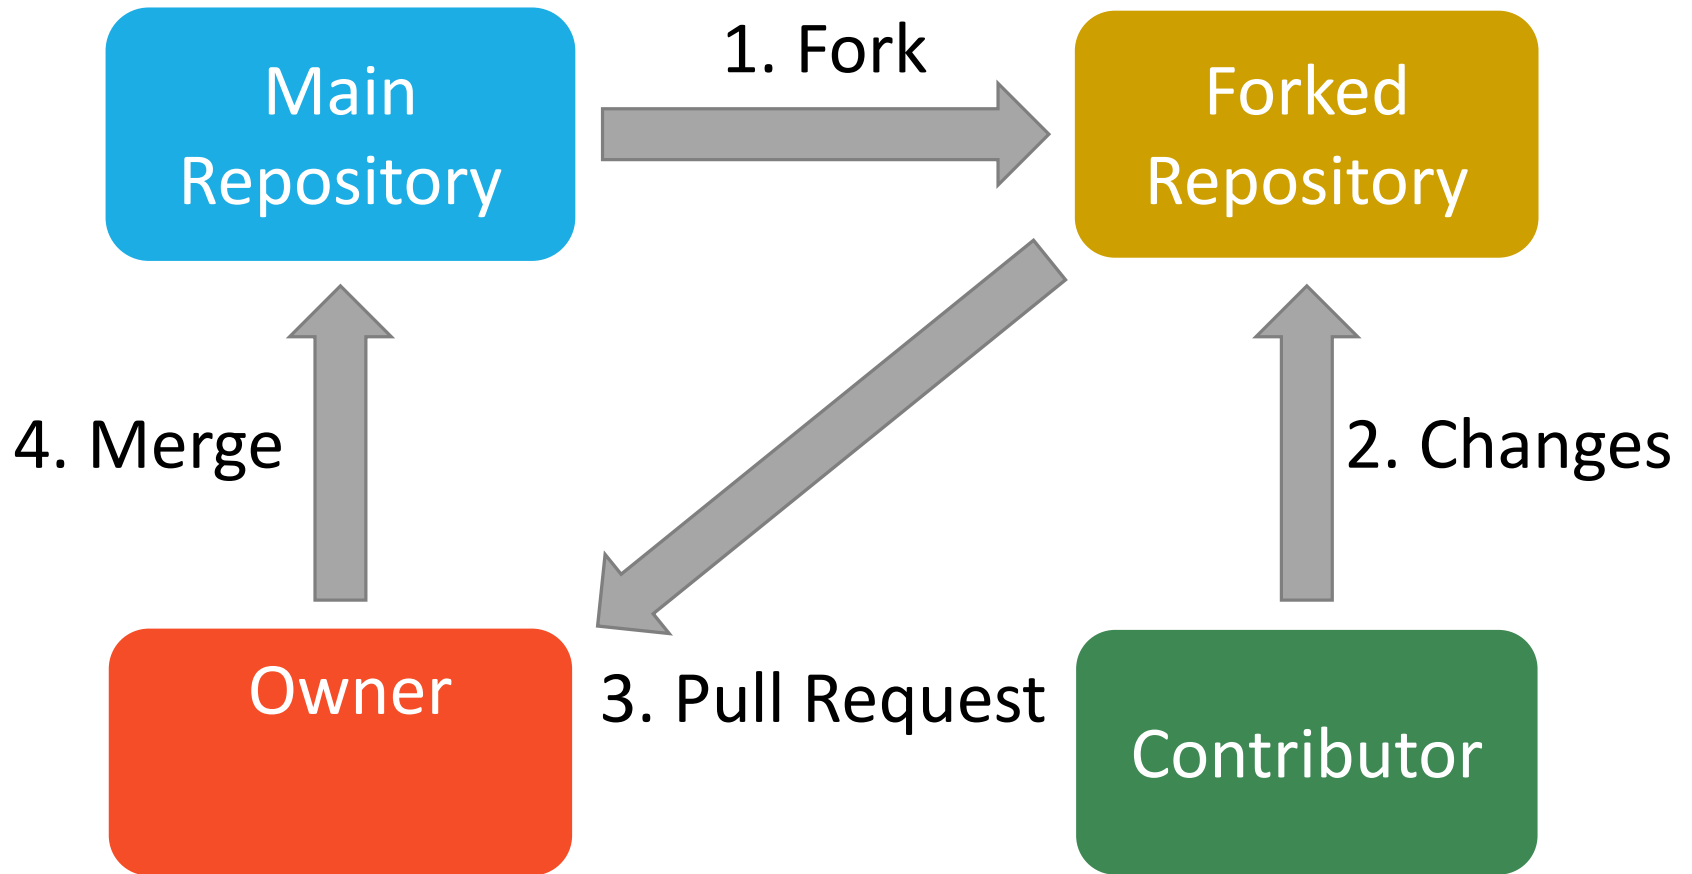 Main
Repository
1. Fork
Forked
Repository
4. Merge
2. Changes
Owner
3. Pull Request
Contributor